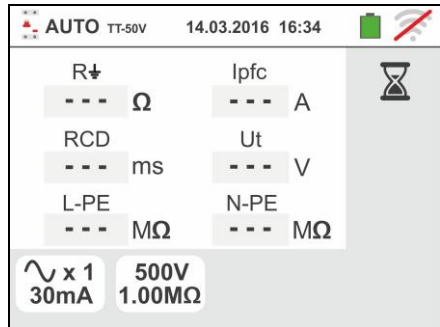 AUTO TT-50V 14.03.2016 16:34
R⏚ Ipfc
--- Ω --- A
RCD Ut
--- ms --- V
L-PE N-PE
--- MΩ --- MΩ
∿ x 1 500V
30mA 1.00MΩ